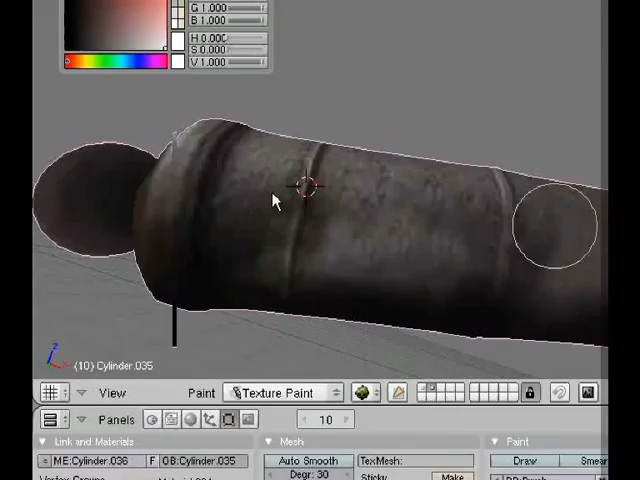 G 1.000
B 1.000
H 0.000
S 0.000
V 1.000
z
(10) Cylinder.035
View Paint Texture Paint
Panels 10
Link and Materials Mesh Paint
ME:Cylinder.036 F OB:Cylinder.035 Auto Smooth TexMesh: Draw Smear
Degr: 30 Sticky Make